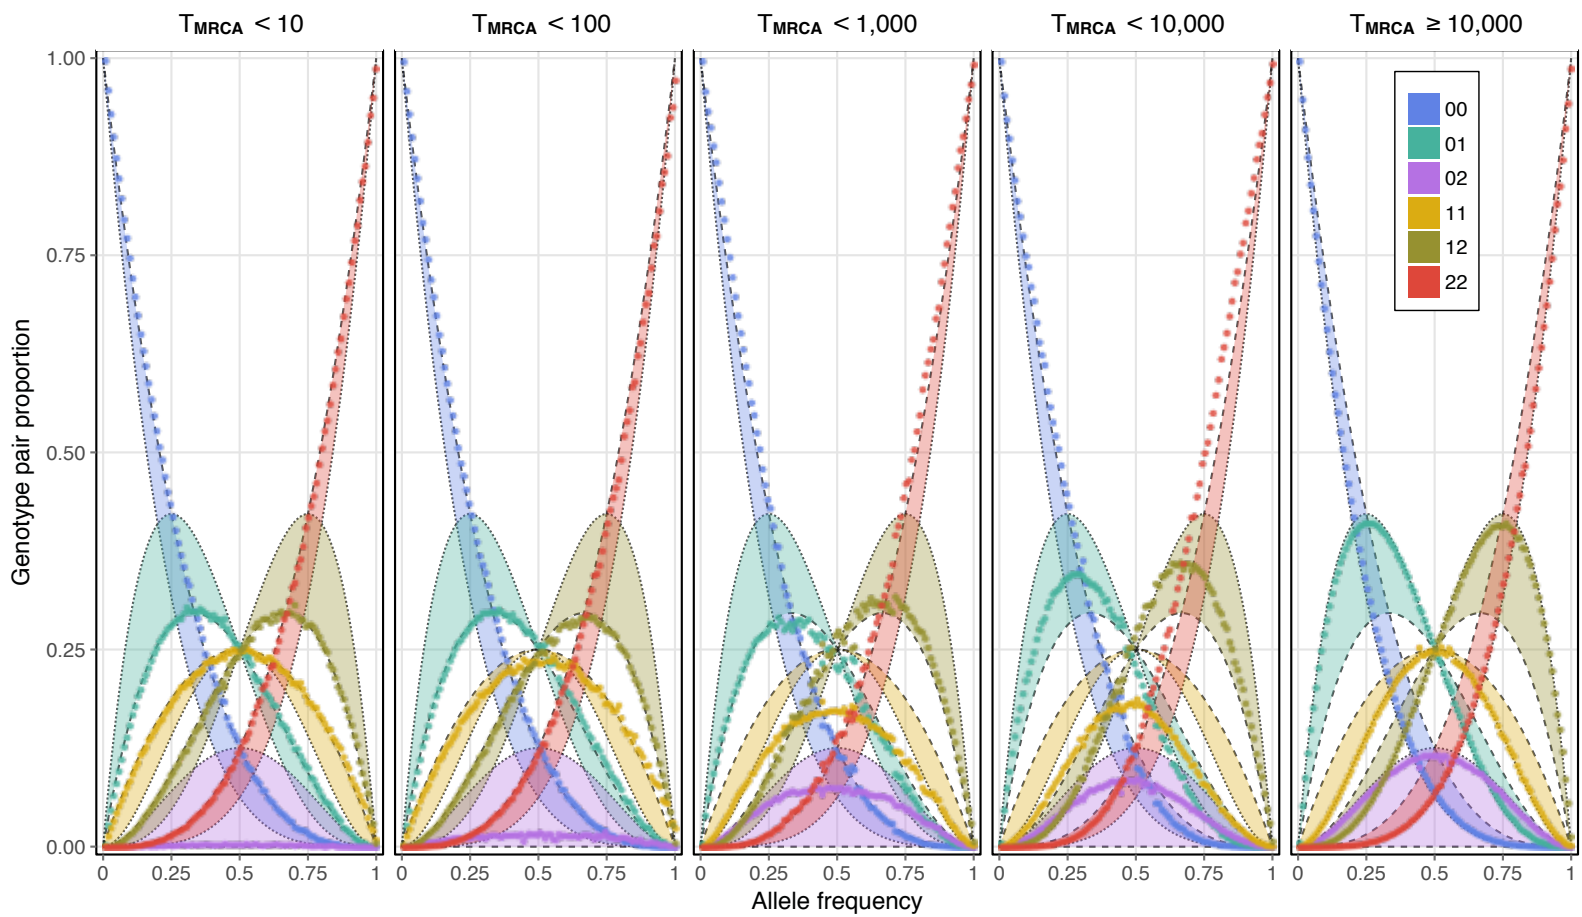 T_MRCA < 10 T_MRCA < 100 T_MRCA < 1,000 T_MRCA < 10,000 T_MRCA ≥ 10,000
1.00
0.75
0.50
0.25
0.00
Genotype pair proportion
00
01
02
11
12
22
0 0.25 0.5 0.75 1 0 0.25 0.5 0.75 1 0 0.25 0.5 0.75 1 0 0.25 0.5 0.75 1 0 0.25 0.5 0.75 1
Allele frequency